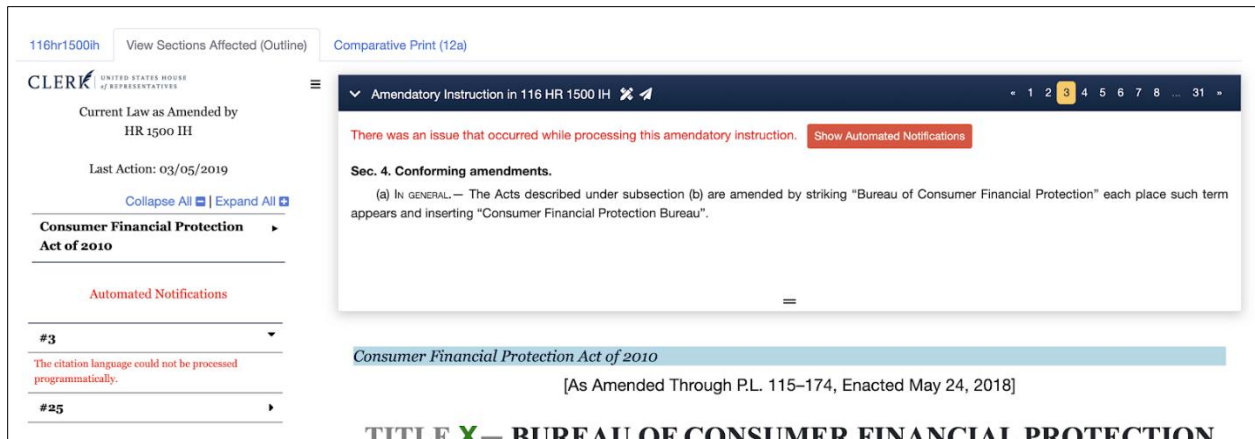 116hr1500ih
View Sections Affected (Outline)
Comparative Print (12a)
CLERK UNITED STATES HOUSE of REPRESENTATIVES
Current Law as Amended by
HR 1500 IH
Last Action: 03/05/2019
Collapse All | Expand All
Consumer Financial Protection
Act of 2010
Automated Notifications
#3
The citation language could not be processed
programmatically.
#25
Amendatory Instruction in 116 HR 1500 IH
« 1 2 3 4 5 6 7 8 ... 31 »
There was an issue that occurred while processing this amendatory instruction. Show Automated Notifications
Sec. 4. Conforming amendments.
(a) IN GENERAL.— The Acts described under subsection (b) are amended by striking “Bureau of Consumer Financial Protection” each place such term
appears and inserting “Consumer Financial Protection Bureau”.
Consumer Financial Protection Act of 2010
[As Amended Through P.L. 115–174, Enacted May 24, 2018]
TITLE X— BUREAU OF CONSUMER FINANCIAL PROTECTION